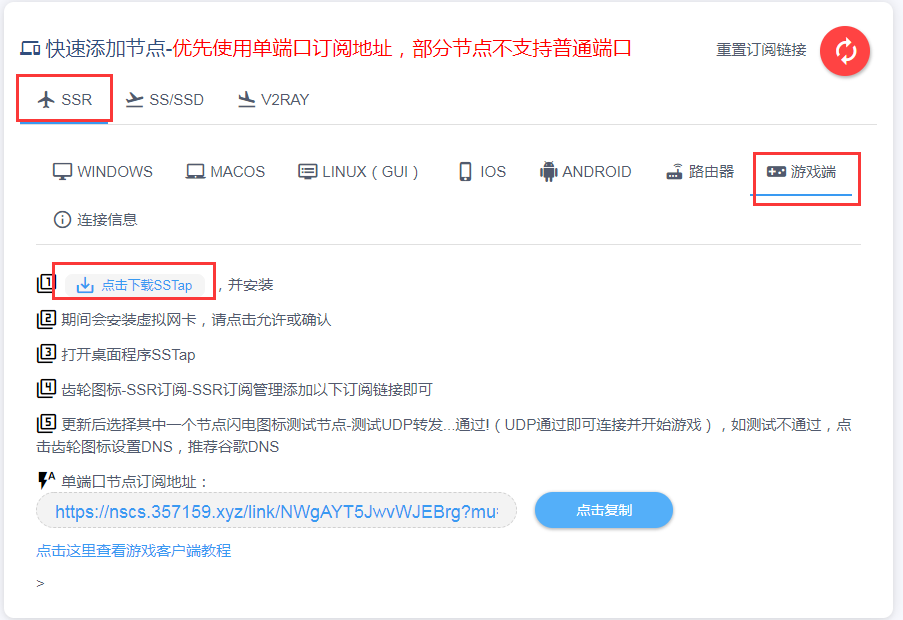 快速添加节点-优先使用单端口订阅地址，部分节点不支持普通端口
重置订阅链接
SSR SS/SSD V2RAY
WINDOWS MACOS LINUX（GUI） IOS ANDROID 路由器 游戏端
连接信息
1 点击下载SSTap ，并安装
2 期间会安装虚拟网卡，请点击允许或确认
3 打开桌面程序SSTap
4 齿轮图标-SSR订阅-SSR订阅管理添加以下订阅链接即可
5 更新后选择其中一个节点闪电图标测试节点-测试UDP转发...通过!（UDP通过即可连接并开始游戏），如测试不通过，点
击齿轮图标设置DNS，推荐谷歌DNS
A 单端口节点订阅地址：
https://nscs.357159.xyz/link/NWgAYT5JwvWJEBrg?mu= 点击复制
点击这里查看游戏客户端教程
>